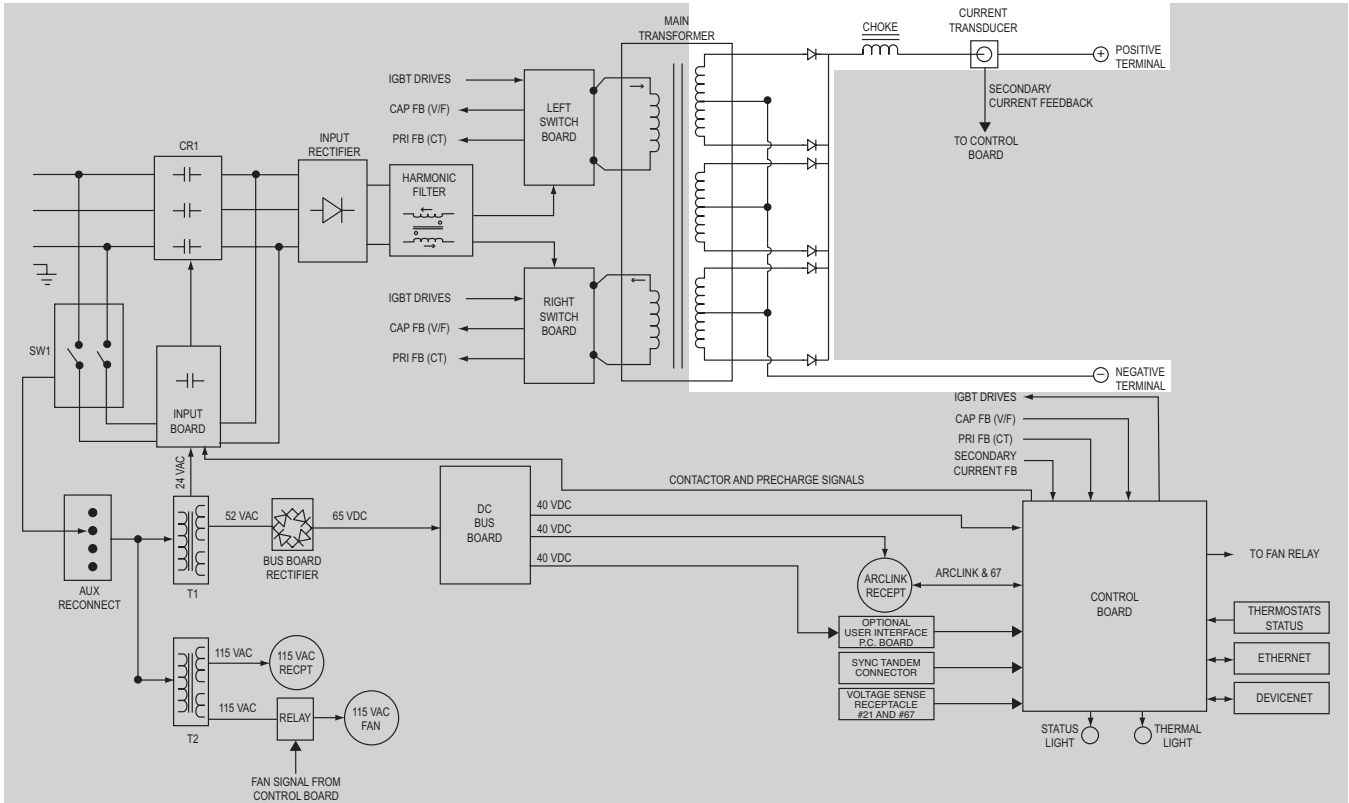 MAIN
TRANSFORMER
CHOKE
CURRENT
TRANSDUCER
+
POSITIVE
TERMINAL
SECONDARY
CURRENT FEEDBACK
TO CONTROL
BOARD
IGBT DRIVES
CAP FB (V/F)
PRI FB (CT)
LEFT
SWITCH
BOARD
CR1
INPUT
RECTIFIER
HARMONIC
FILTER
IGBT DRIVES
CAP FB (V/F)
PRI FB (CT)
RIGHT
SWITCH
BOARD
SW1
INPUT
BOARD
NEGATIVE
TERMINAL
IGBT DRIVES
CAP FB (V/F)
PRI FB (CT)
SECONDARY
CURRENT FB
24 VAC
CONTACTOR AND PRECHARGE SIGNALS
52 VAC
65 VDC
DC
BUS
BOARD
40 VDC
40 VDC
40 VDC
BUS BOARD
RECTIFIER
AUX
RECONNECT
T1
ARCLINK
RECEPT
ARCLINK & 67
CONTROL
BOARD
TO FAN RELAY
THERMOSTATS
STATUS
ETHERNET
DEVICENET
OPTIONAL
USER INTERFACE
P.C. BOARD
SYNC TANDEM
CONNECTOR
VOLTAGE SENSE
RECEPTACLE
#21 AND #67
STATUS
LIGHT
THERMAL
LIGHT
115 VAC
115 VAC
RECPT
115 VAC
RELAY
115 VAC
FAN
T2
FAN SIGNAL FROM
CONTROL BOARD